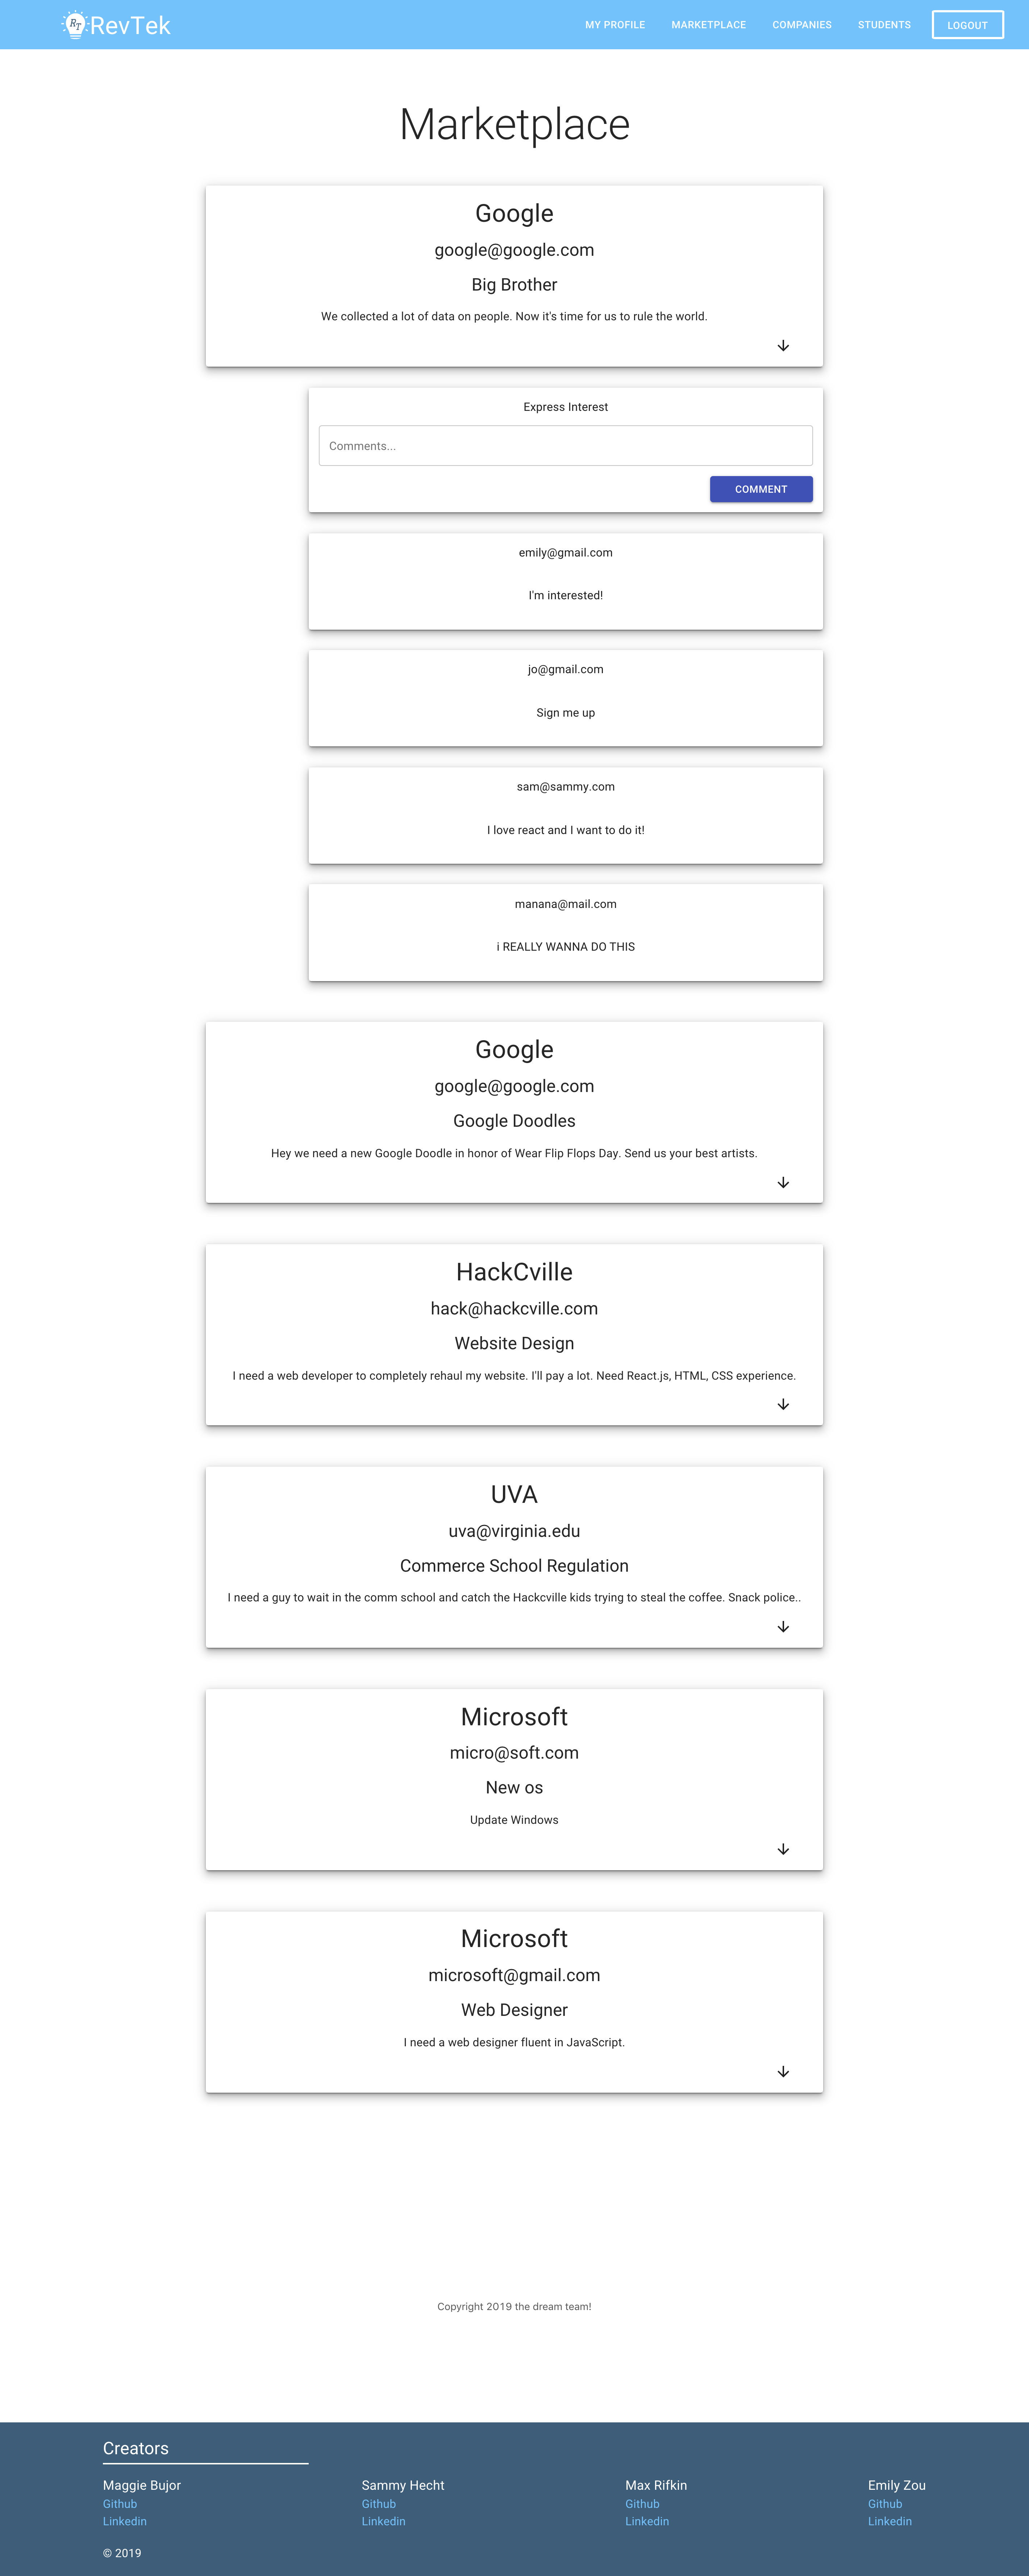 RT RevTek
MY PROFILE MARKETPLACE COMPANIES STUDENTS LOGOUT
Marketplace
Google
google@google.com
Big Brother
We collected a lot of data on people. Now it's time for us to rule the world.
Express Interest
Comments...
COMMENT
emily@gmail.com
I'm interested!
jo@gmail.com
Sign me up
sam@sammy.com
I love react and I want to do it!
manana@mail.com
i REALLY WANNA DO THIS
Google
google@google.com
Google Doodles
Hey we need a new Google Doodle in honor of Wear Flip Flops Day. Send us your best artists.
HackCville
hack@hackcville.com
Website Design
I need a web developer to completely rehaul my website. I'll pay a lot. Need React.js, HTML, CSS experience.
UVA
uva@virginia.edu
Commerce School Regulation
I need a guy to wait in the comm school and catch the Hackcville kids trying to steal the coffee. Snack police..
Microsoft
micro@soft.com
New os
Update Windows
Microsoft
microsoft@gmail.com
Web Designer
I need a web designer fluent in JavaScript.
Copyright 2019 the dream team!
Creators
Maggie Bujor Sammy Hecht Max Rifkin Emily Zou
Github Github Github Github
Linkedin Linkedin Linkedin Linkedin
© 2019